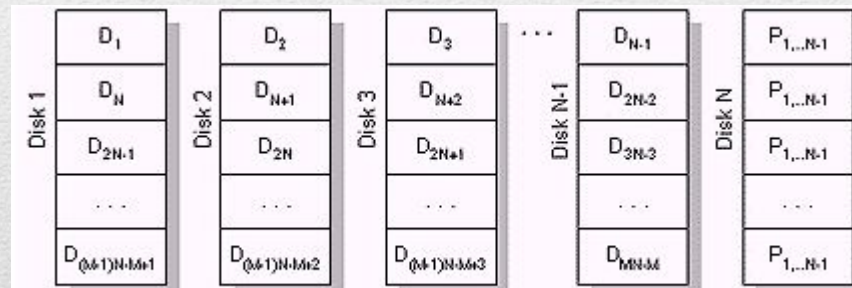 Disk 1
D1
DN
D2N-1
. . .
D(M-1)N-M+1
Disk 2
D2
DN+1
D2N
. . .
D(M-1)N-M+2
Disk 3
D3
DN+2
D2N+1
. . .
D(M-1)N-M+3
. . .
Disk N-1
DN-1
D2N-2
D3N-3
. . .
DMN-M
Disk N
P1,...N-1
P1,...N-1
P1,...N-1
. . .
P1,...N-1